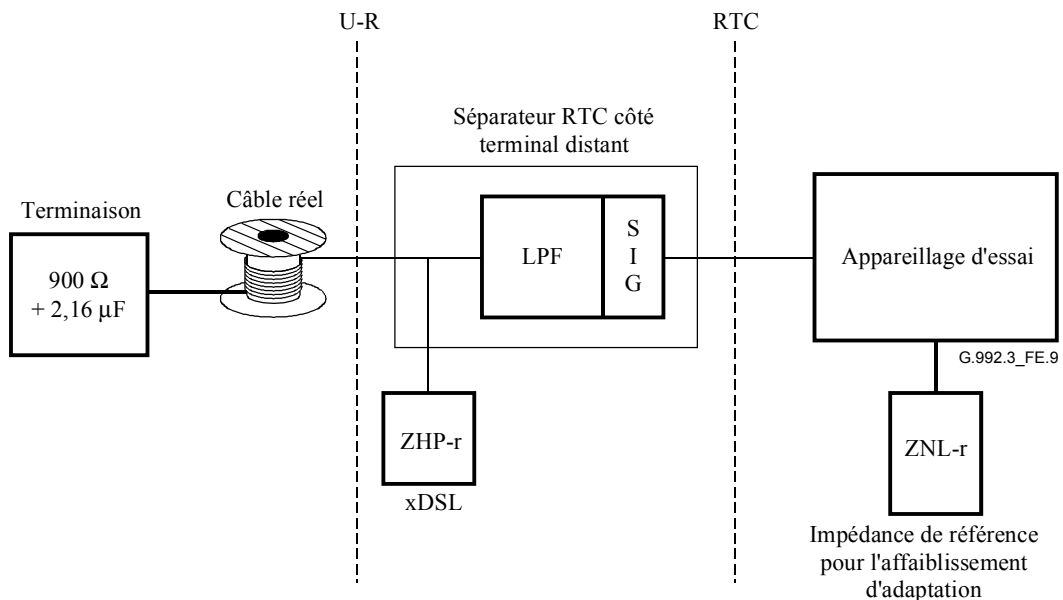 U-R
RTC
Séparateur RTC côté
terminal distant
Terminaison
Câble réel
900 Ω
+ 2,16 μF
LPF
S
I
G
Appareillage d'essai
G.992.3_FE.9
ZHP-r
xDSL
ZNL-r
Impédance de référence
pour l'affaiblissement
d'adaptation